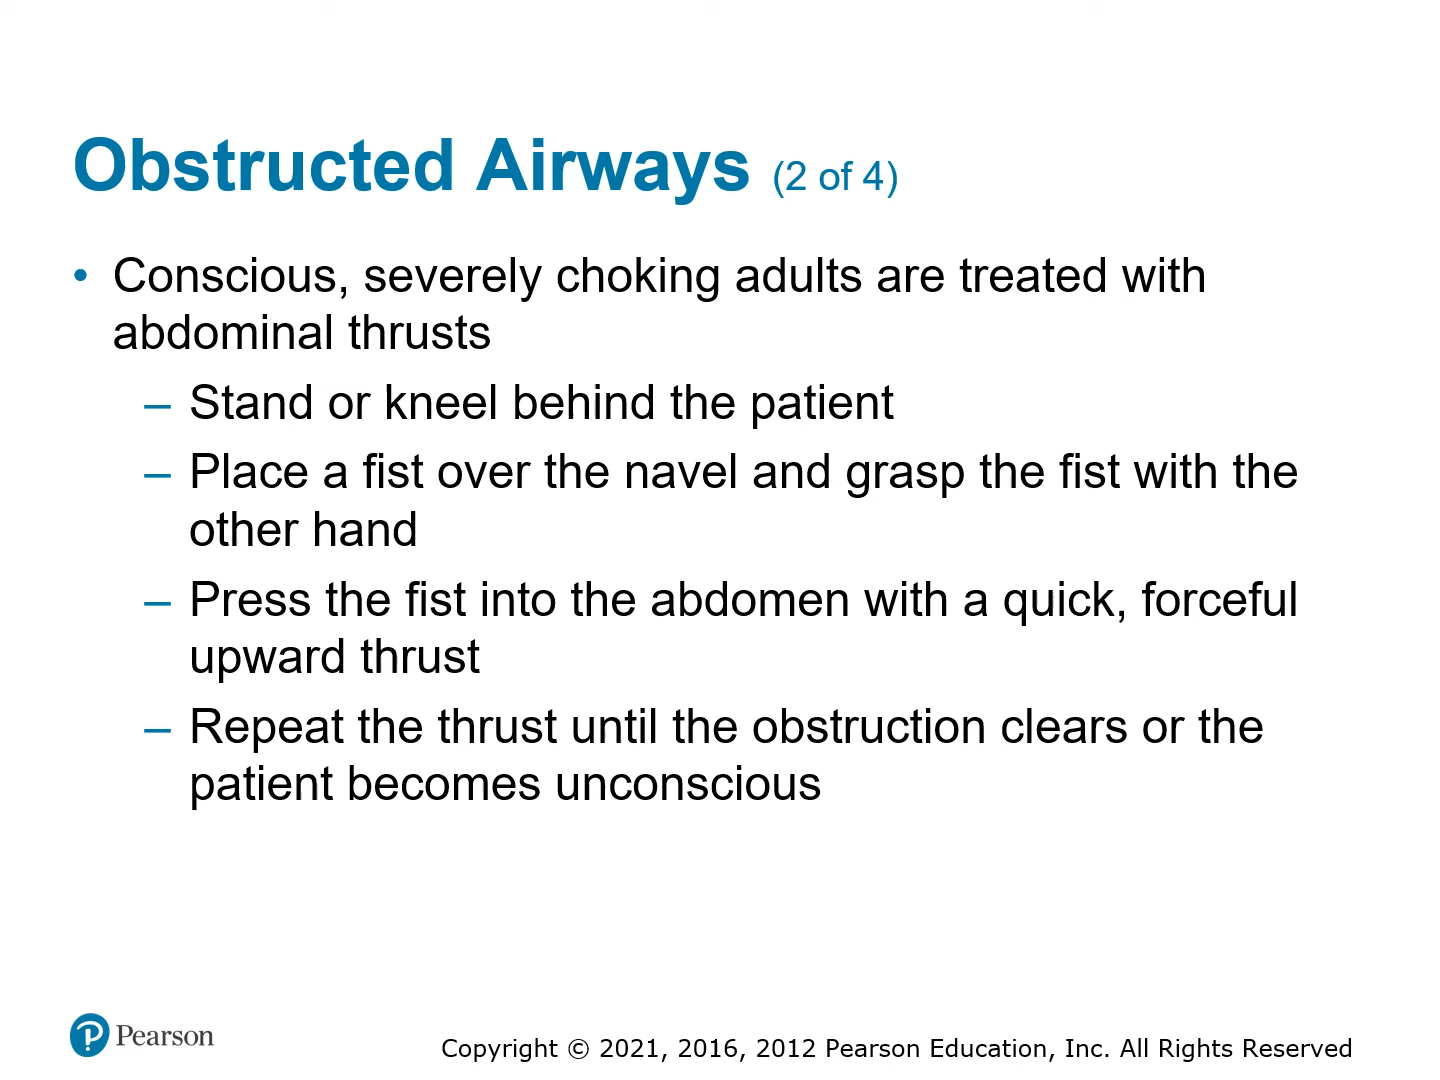 Obstructed Airways (2 of 4)
• Conscious, severely choking adults are treated with
abdominal thrusts
– Stand or kneel behind the patient
– Place a fist over the navel and grasp the fist with the
other hand
– Press the fist into the abdomen with a quick, forceful
upward thrust
– Repeat the thrust until the obstruction clears or the
patient becomes unconscious
Pearson
Copyright © 2021, 2016, 2012 Pearson Education, Inc. All Rights Reserved